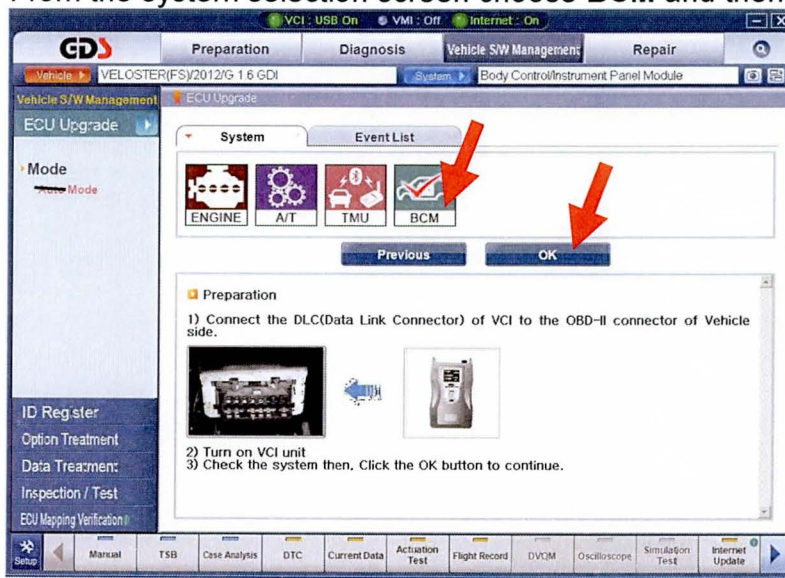 From the system selection screen choose BCM and then
VCI : USB On VMI : Off Internet : On
GDS Preparation Diagnosis Vehicle S/W Management Repair
Vehicle VELOSTER(FS)/2012/G 1.6 GDI System Body Control/Instrument Panel Module
Vehicle S/W Management ECU Upgrade
ECU Upgrade
System Event List
Mode
Auto Mode
ENGINE A/T TMU BCM
Previous OK
Preparation
1) Connect the DLC(Data Link Connector) of VCI to the OBD-II connector of Vehicle
side.
2) Turn on VCI unit
3) Check the system then, Click the OK button to continue.
ID Register
Option Treatment
Data Treatment
Inspection / Test
ECU Mapping Verification
Setup Manual TSB Case Analysis DTC Current Data Actuation Test Flight Record DVQM Oscilloscope Simulation Test Internet Update